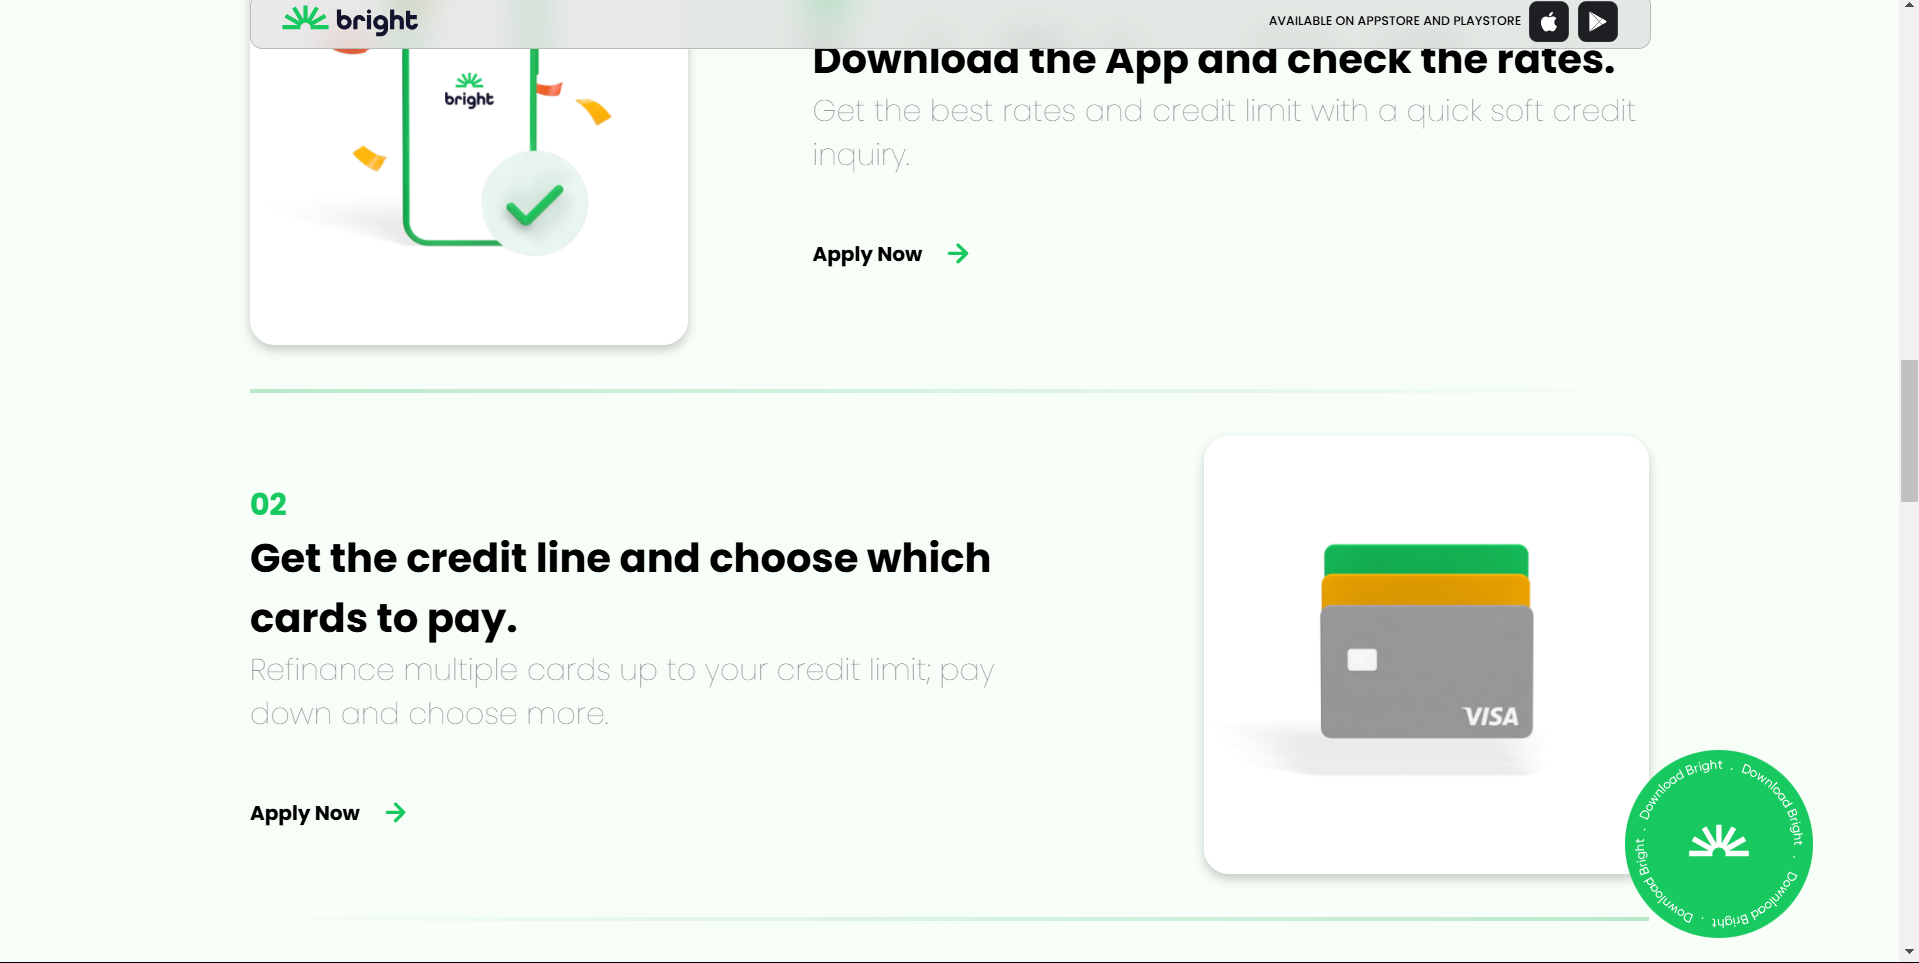 bright
AVAILABLE ON APPSTORE AND PLAYSTORE
bright
Download the App and check the rates.
Get the best rates and credit limit with a quick soft credit
inquiry.
Apply Now
02
Get the credit line and choose which
cards to pay.
Refinance multiple cards up to your credit limit; pay
down and choose more.
Apply Now
VISA
Download Bright . Download Bright . Download Bright . Download Bright .